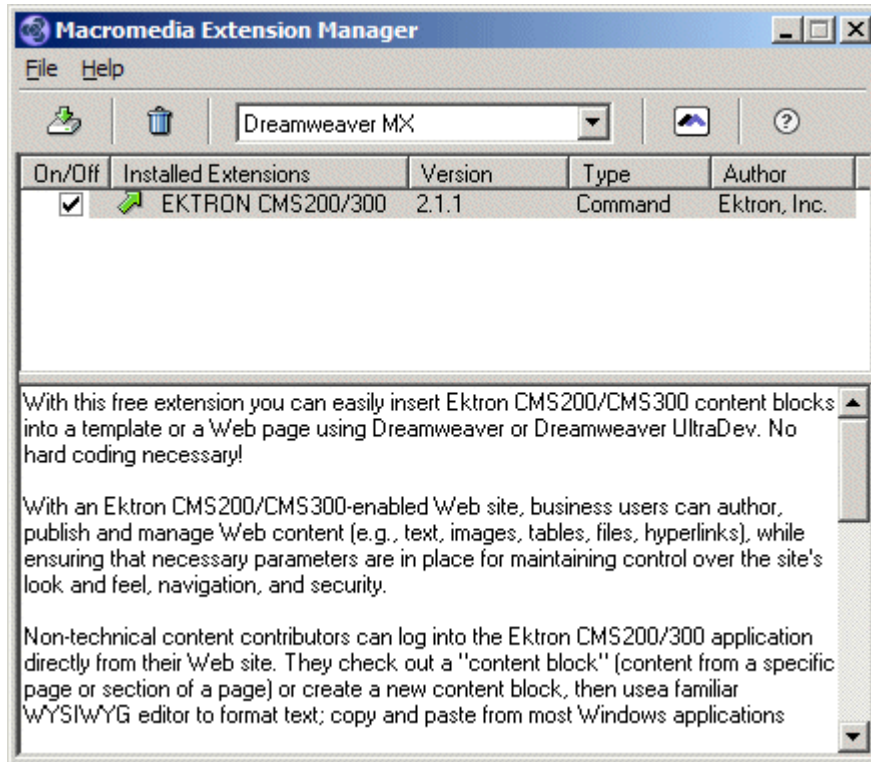 Macromedia Extension Manager
File Help
Dreamweaver MX
On/Off Installed Extensions Version Type Author
EKTRON CMS200/300 2.1.1 Command Ektron, Inc.
With this free extension you can easily insert Ektron CMS200/CMS300 content blocks
into a template or a Web page using Dreamweaver or Dreamweaver UltraDev. No
hard coding necessary!
With an Ektron CMS200/CMS300-enabled Web site, business users can author,
publish and manage Web content (e.g., text, images, tables, files, hyperlinks), while
ensuring that necessary parameters are in place for maintaining control over the site's
look and feel, navigation, and security.
Non-technical content contributors can log into the Ektron CMS200/300 application
directly from their Web site. They check out a "content block" (content from a specific
page or section of a page) or create a new content block, then usea familiar
WYSIWYG editor to format text; copy and paste from most Windows applications